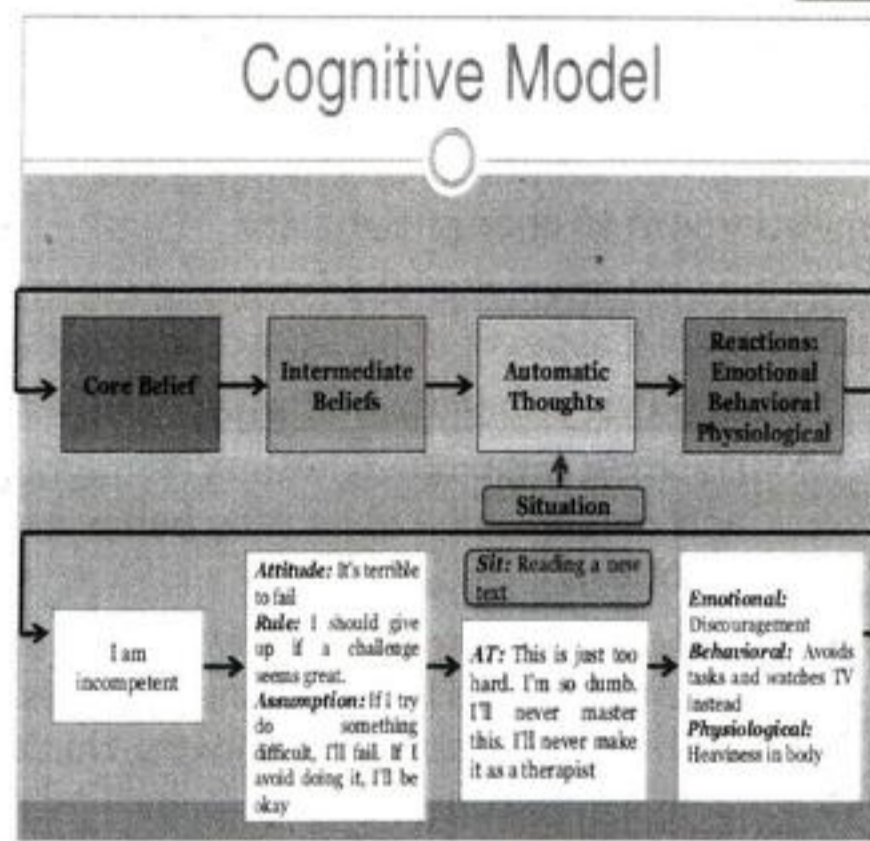 Cognitive Model
Core Belief
Intermediate
Beliefs
Automatic
Thoughts
Reactions:
Emotional
Behavioral
Physiological
Situation
I am
incompetent
Attitude: It's terrible
to fail
Rule: I should give
up if a challenge
seems great.
Assumption: If I try
do something
difficult, I'll fail. If I
avoid doing it, I'll be
okay
Sit: Reading a new
text
AT: This is just too
hard. I'm so dumb.
I'll never master
this. I'll never make
it as a therapist
Emotional:
Discouragement
Behavioral: Avoids
tasks and watches TV
instead
Physiological:
Heaviness in body